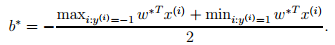 b* = − (max_{i:y^{(i)}=−1} w*^T x^{(i)} + min_{i:y^{(i)}=1} w*^T x^{(i)}) / 2 .